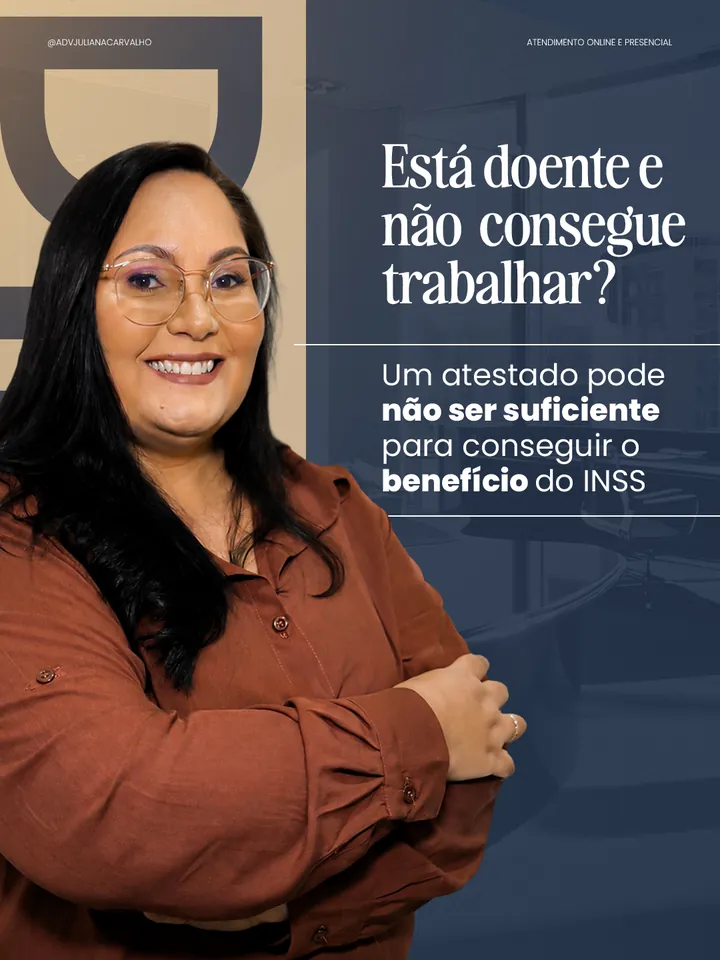 @ADVJULIANACARVALHO
ATENDIMENTO ONLINE E PRESENCIAL
Está doente e
não consegue
trabalhar?
Um atestado pode
não ser suficiente
para conseguir o
benefício do INSS